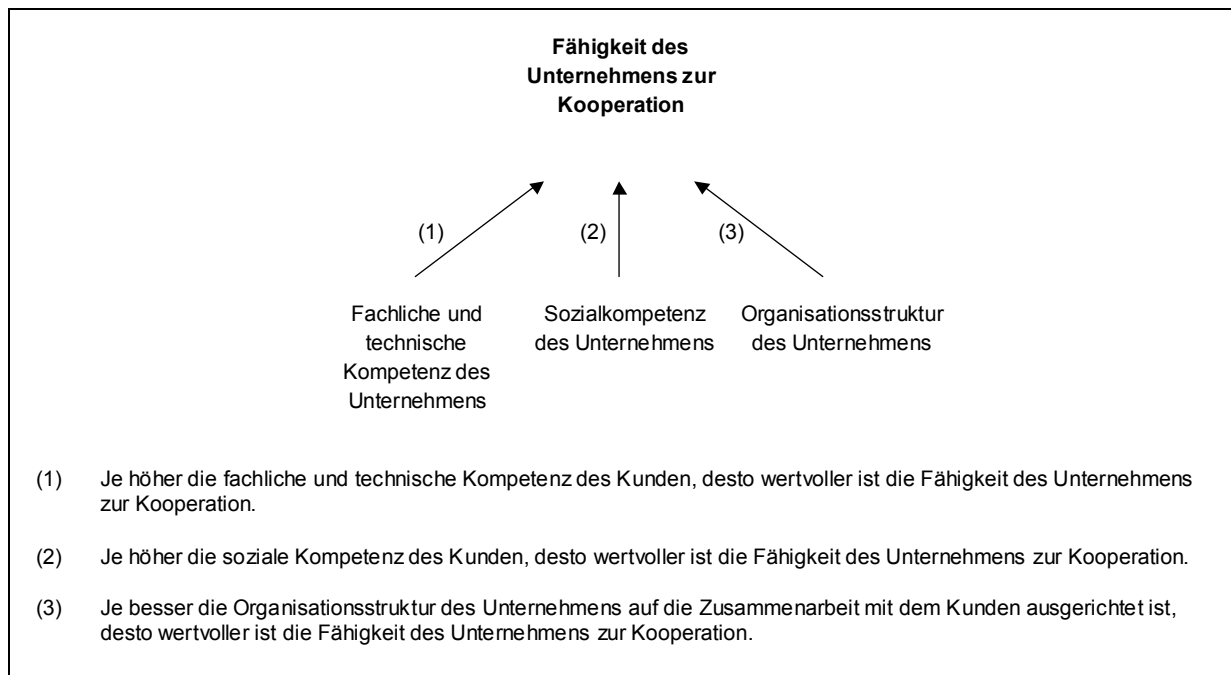 Fähigkeit des
Unternehmens zur
Kooperation
(1)
(2)
(3)
Fachliche und
technische
Kompetenz des
Unternehmens
Sozialkompetenz
des Unternehmens
Organisationsstruktur
des Unternehmens
(1) Je höher die fachliche und technische Kompetenz des Kunden, desto wertvoller ist die Fähigkeit des Unternehmens
zur Kooperation.
(2) Je höher die soziale Kompetenz des Kunden, desto wertvoller ist die Fähigkeit des Unternehmens zur Kooperation.
(3) Je besser die Organisationsstruktur des Unternehmens auf die Zusammenarbeit mit dem Kunden ausgerichtet ist,
desto wertvoller ist die Fähigkeit des Unternehmens zur Kooperation.